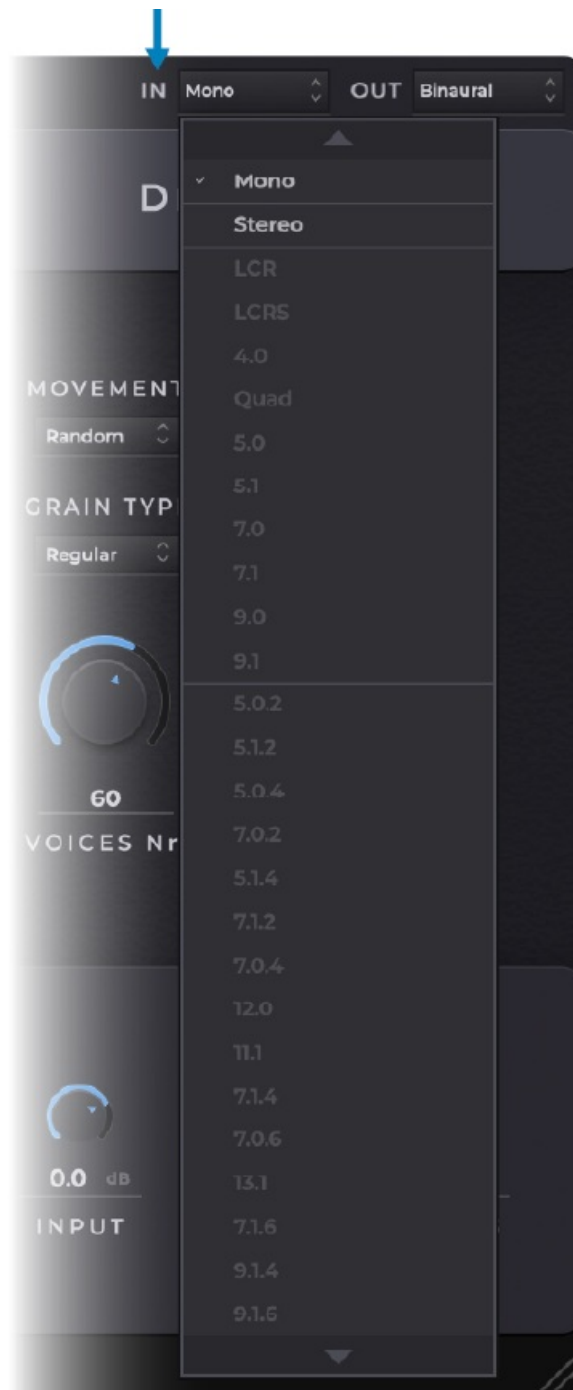 IN Mono OUT Binaural
Mono
D
Stereo
LCR
LCRS
4.0
MOVEMENT
Quad
Random
5.0
5.1
GRAIN TYP
7.0
Regular
7.1
9.0
9.1
5.0.2
5.1.2
60
5.0.4
VOICES Nr
7.0.2
5.1.4
7.1.2
7.0.4
12.0
11.1
7.1.4
7.0.6
0.0 dB
13.1
INPUT
7.1.6
9.1.4
9.1.6